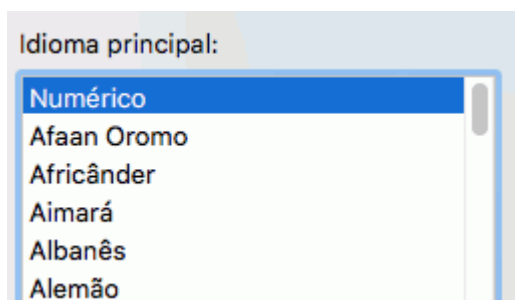 Idioma principal:
Numérico
Afaan Oromo
Africânder
Aimará
Albanês
Alemão